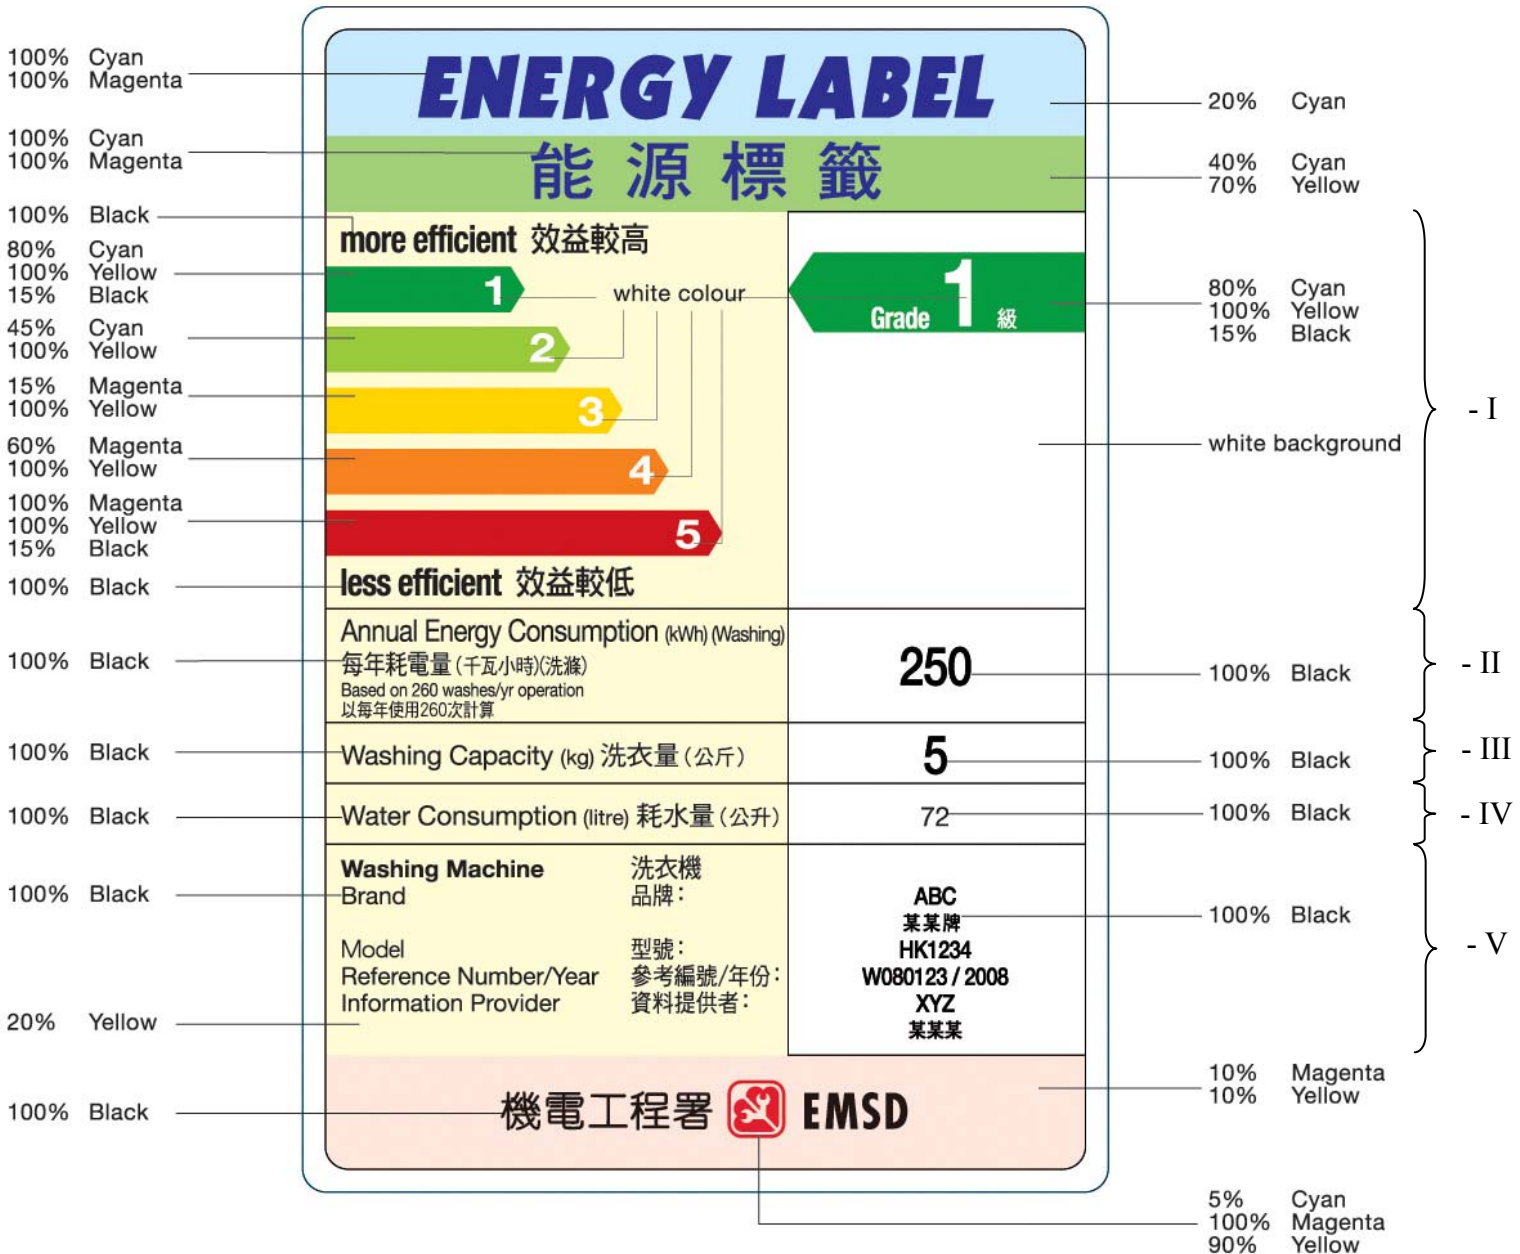 100% Cyan
100% Magenta
100% Cyan
100% Magenta
100% Black
80% Cyan
100% Yellow
15% Black
45% Cyan
100% Yellow
15% Magenta
100% Yellow
60% Magenta
100% Yellow
100% Magenta
100% Yellow
15% Black
100% Black
100% Black
100% Black
100% Black
100% Black
20% Yellow
100% Black
ENERGY LABEL
能源標籤
more efficient 效益較高
1
2
3
4
5
white colour
less efficient 效益較低
1
Grade 級
Annual Energy Consumption (kWh) (Washing)
每年耗電量 (千瓦小時)(洗滌)
Based on 260 washes/yr operation
以每年使用260次計算
250
Washing Capacity (kg) 洗衣量 (公斤)
5
Water Consumption (litre) 耗水量 (公升)
72
Washing Machine 洗衣機
Brand 品牌：
Model 型號：
Reference Number/Year 參考編號/年份：
Information Provider 資料提供者：
ABC
某某牌
HK1234
W080123 / 2008
XYZ
某某某
機電工程署 EMSD
20% Cyan
40% Cyan
70% Yellow
80% Cyan
100% Yellow
15% Black
white background
100% Black
100% Black
100% Black
100% Black
10% Magenta
10% Yellow
5% Cyan
100% Magenta
90% Yellow
- I
- II
- III
- IV
- V